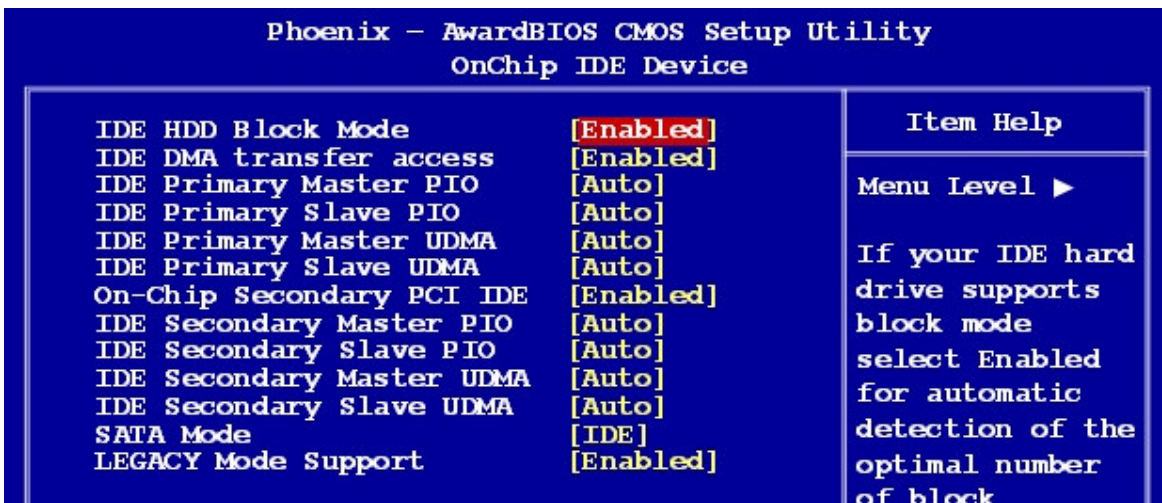 Phoenix - AwardBIOS CMOS Setup Utility
OnChip IDE Device
IDE HDD Block Mode [Enabled]
IDE DMA transfer access [Enabled]
IDE Primary Master PIO [Auto]
IDE Primary Slave PIO [Auto]
IDE Primary Master UDMA [Auto]
IDE Primary Slave UDMA [Auto]
On-Chip Secondary PCI IDE [Enabled]
IDE Secondary Master PIO [Auto]
IDE Secondary Slave PIO [Auto]
IDE Secondary Master UDMA [Auto]
IDE Secondary Slave UDMA [Auto]
SATA Mode [IDE]
LEGACY Mode Support [Enabled]
Item Help
Menu Level ►
If your IDE hard
drive supports
block mode
select Enabled
for automatic
detection of the
optimal number
of block